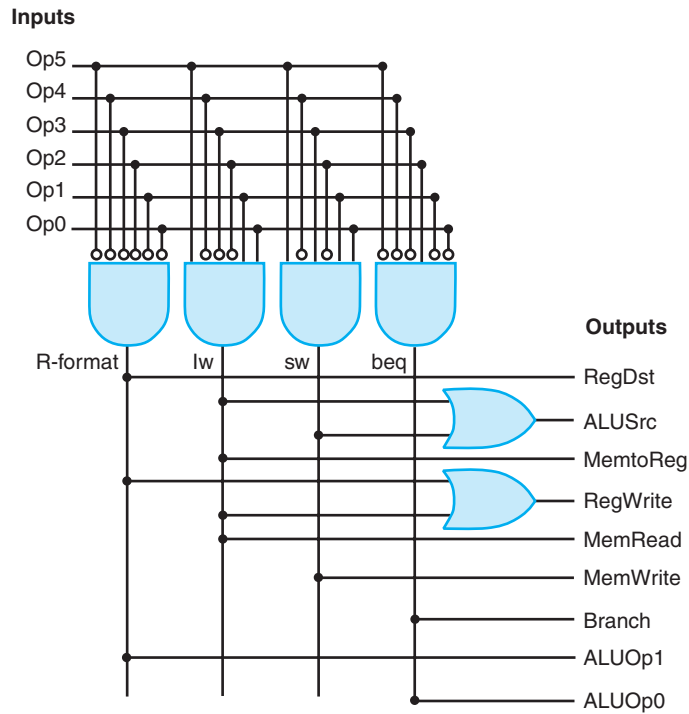 Inputs
Op5
Op4
Op3
Op2
Op1
Op0
R-format
lw
sw
beq
Outputs
RegDst
ALUSrc
MemtoReg
RegWrite
MemRead
MemWrite
Branch
ALUOp1
ALUOp0